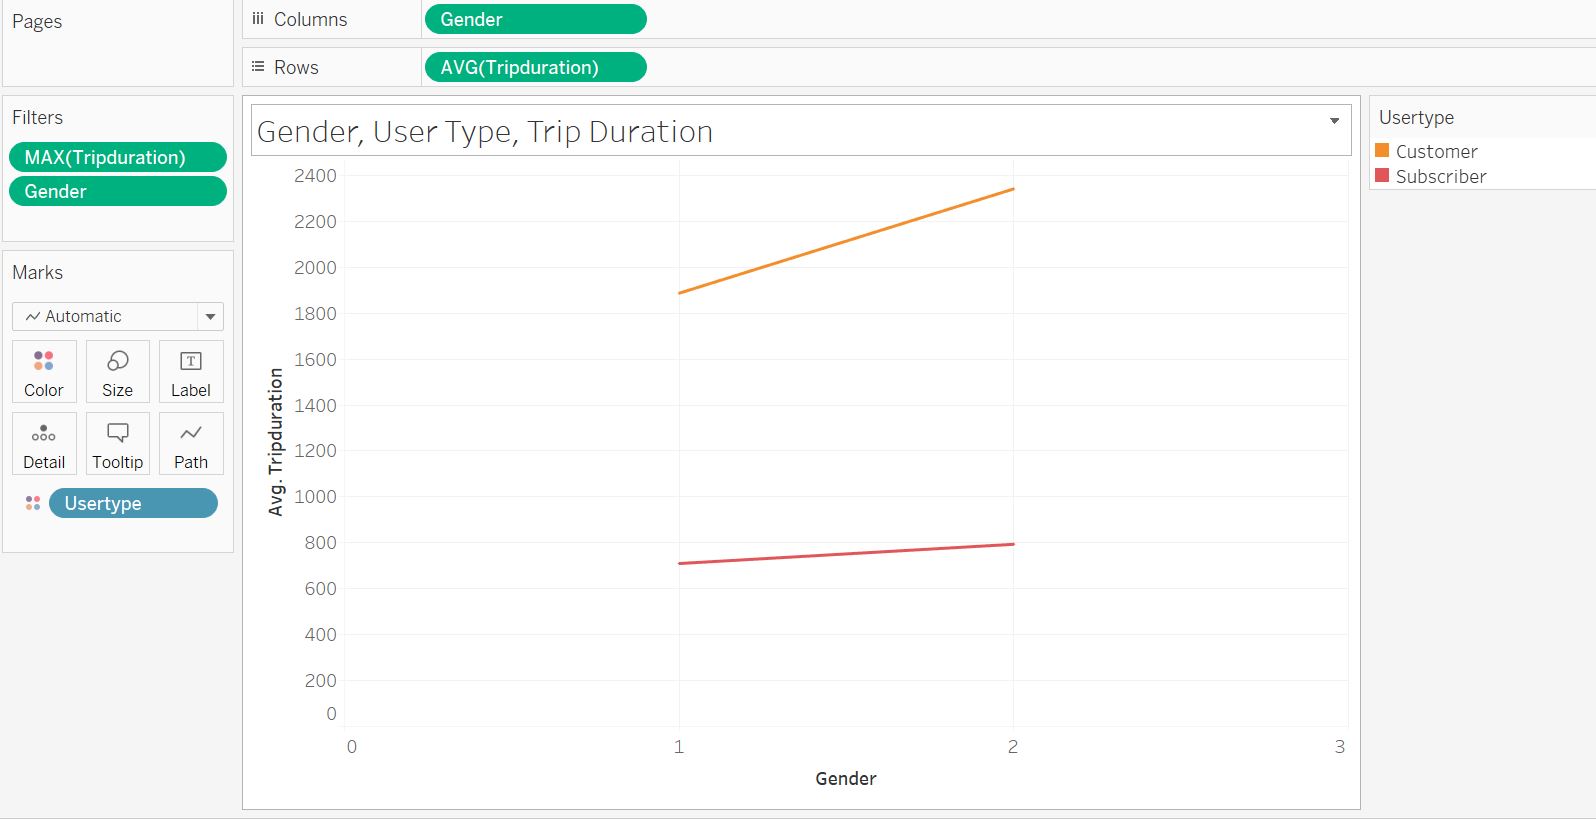 Pages
Columns
Gender
Rows
AVG(Tripduration)
Filters
MAX(Tripduration)
Gender
Marks
Automatic
Color
Size
T
Label
Detail
Tooltip
Path
Usertype
Gender, User Type, Trip Duration
2400
2200
2000
1800
1600
1400
1200
1000
800
600
400
200
0
Avg. Tripduration
0
1
2
3
Gender
Usertype
Customer
Subscriber